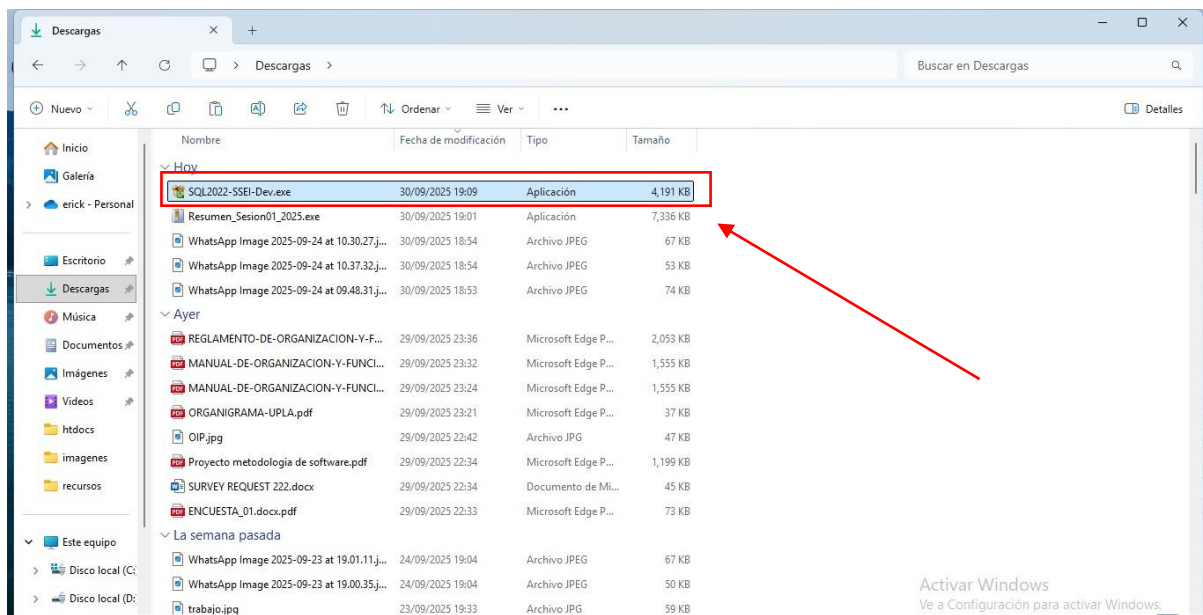 Descargas
Descargas
Buscar en Descargas
Nuevo
Ordenar
Ver
Detalles
Inicio
Galería
erick - Personal
Escritorio
Descargas
Música
Documentos
Imágenes
Videos
htdocs
imagenes
recursos
Este equipo
Disco local (C:
Disco local (D:
Nombre Fecha de modificación Tipo Tamaño
Hoy
SQL2022-SSEI-Dev.exe 30/09/2025 19:09 Aplicación 4,191 KB
Resumen_Sesion01_2025.exe 30/09/2025 19:01 Aplicación 7,336 KB
WhatsApp Image 2025-09-24 at 10.30.27.j... 30/09/2025 18:54 Archivo JPEG 67 KB
WhatsApp Image 2025-09-24 at 10.37.32.j... 30/09/2025 18:54 Archivo JPEG 53 KB
WhatsApp Image 2025-09-24 at 09.48.31.j... 30/09/2025 18:53 Archivo JPEG 74 KB
Ayer
REGLAMENTO-DE-ORGANIZACION-Y-F... 29/09/2025 23:36 Microsoft Edge P... 2,053 KB
MANUAL-DE-ORGANIZACION-Y-FUNCI... 29/09/2025 23:32 Microsoft Edge P... 1,555 KB
MANUAL-DE-ORGANIZACION-Y-FUNCI... 29/09/2025 23:24 Microsoft Edge P... 1,555 KB
ORGANIGRAMA-UPLA.pdf 29/09/2025 23:21 Microsoft Edge P... 37 KB
OIP.jpg 29/09/2025 22:42 Archivo JPG 47 KB
Proyecto metodologia de software.pdf 29/09/2025 22:34 Microsoft Edge P... 1,199 KB
SURVEY REQUEST 222.docx 29/09/2025 22:34 Documento de Mi... 45 KB
ENCUESTA_01.docx.pdf 29/09/2025 22:33 Microsoft Edge P... 73 KB
La semana pasada
WhatsApp Image 2025-09-23 at 19.01.11.j... 24/09/2025 19:04 Archivo JPEG 67 KB
WhatsApp Image 2025-09-23 at 19.00.35.j... 24/09/2025 19:04 Archivo JPEG 50 KB
trabajo.jpg 23/09/2025 19:33 Archivo JPG 59 KB
Activar Windows
Ve a Configuración para activar Windows.